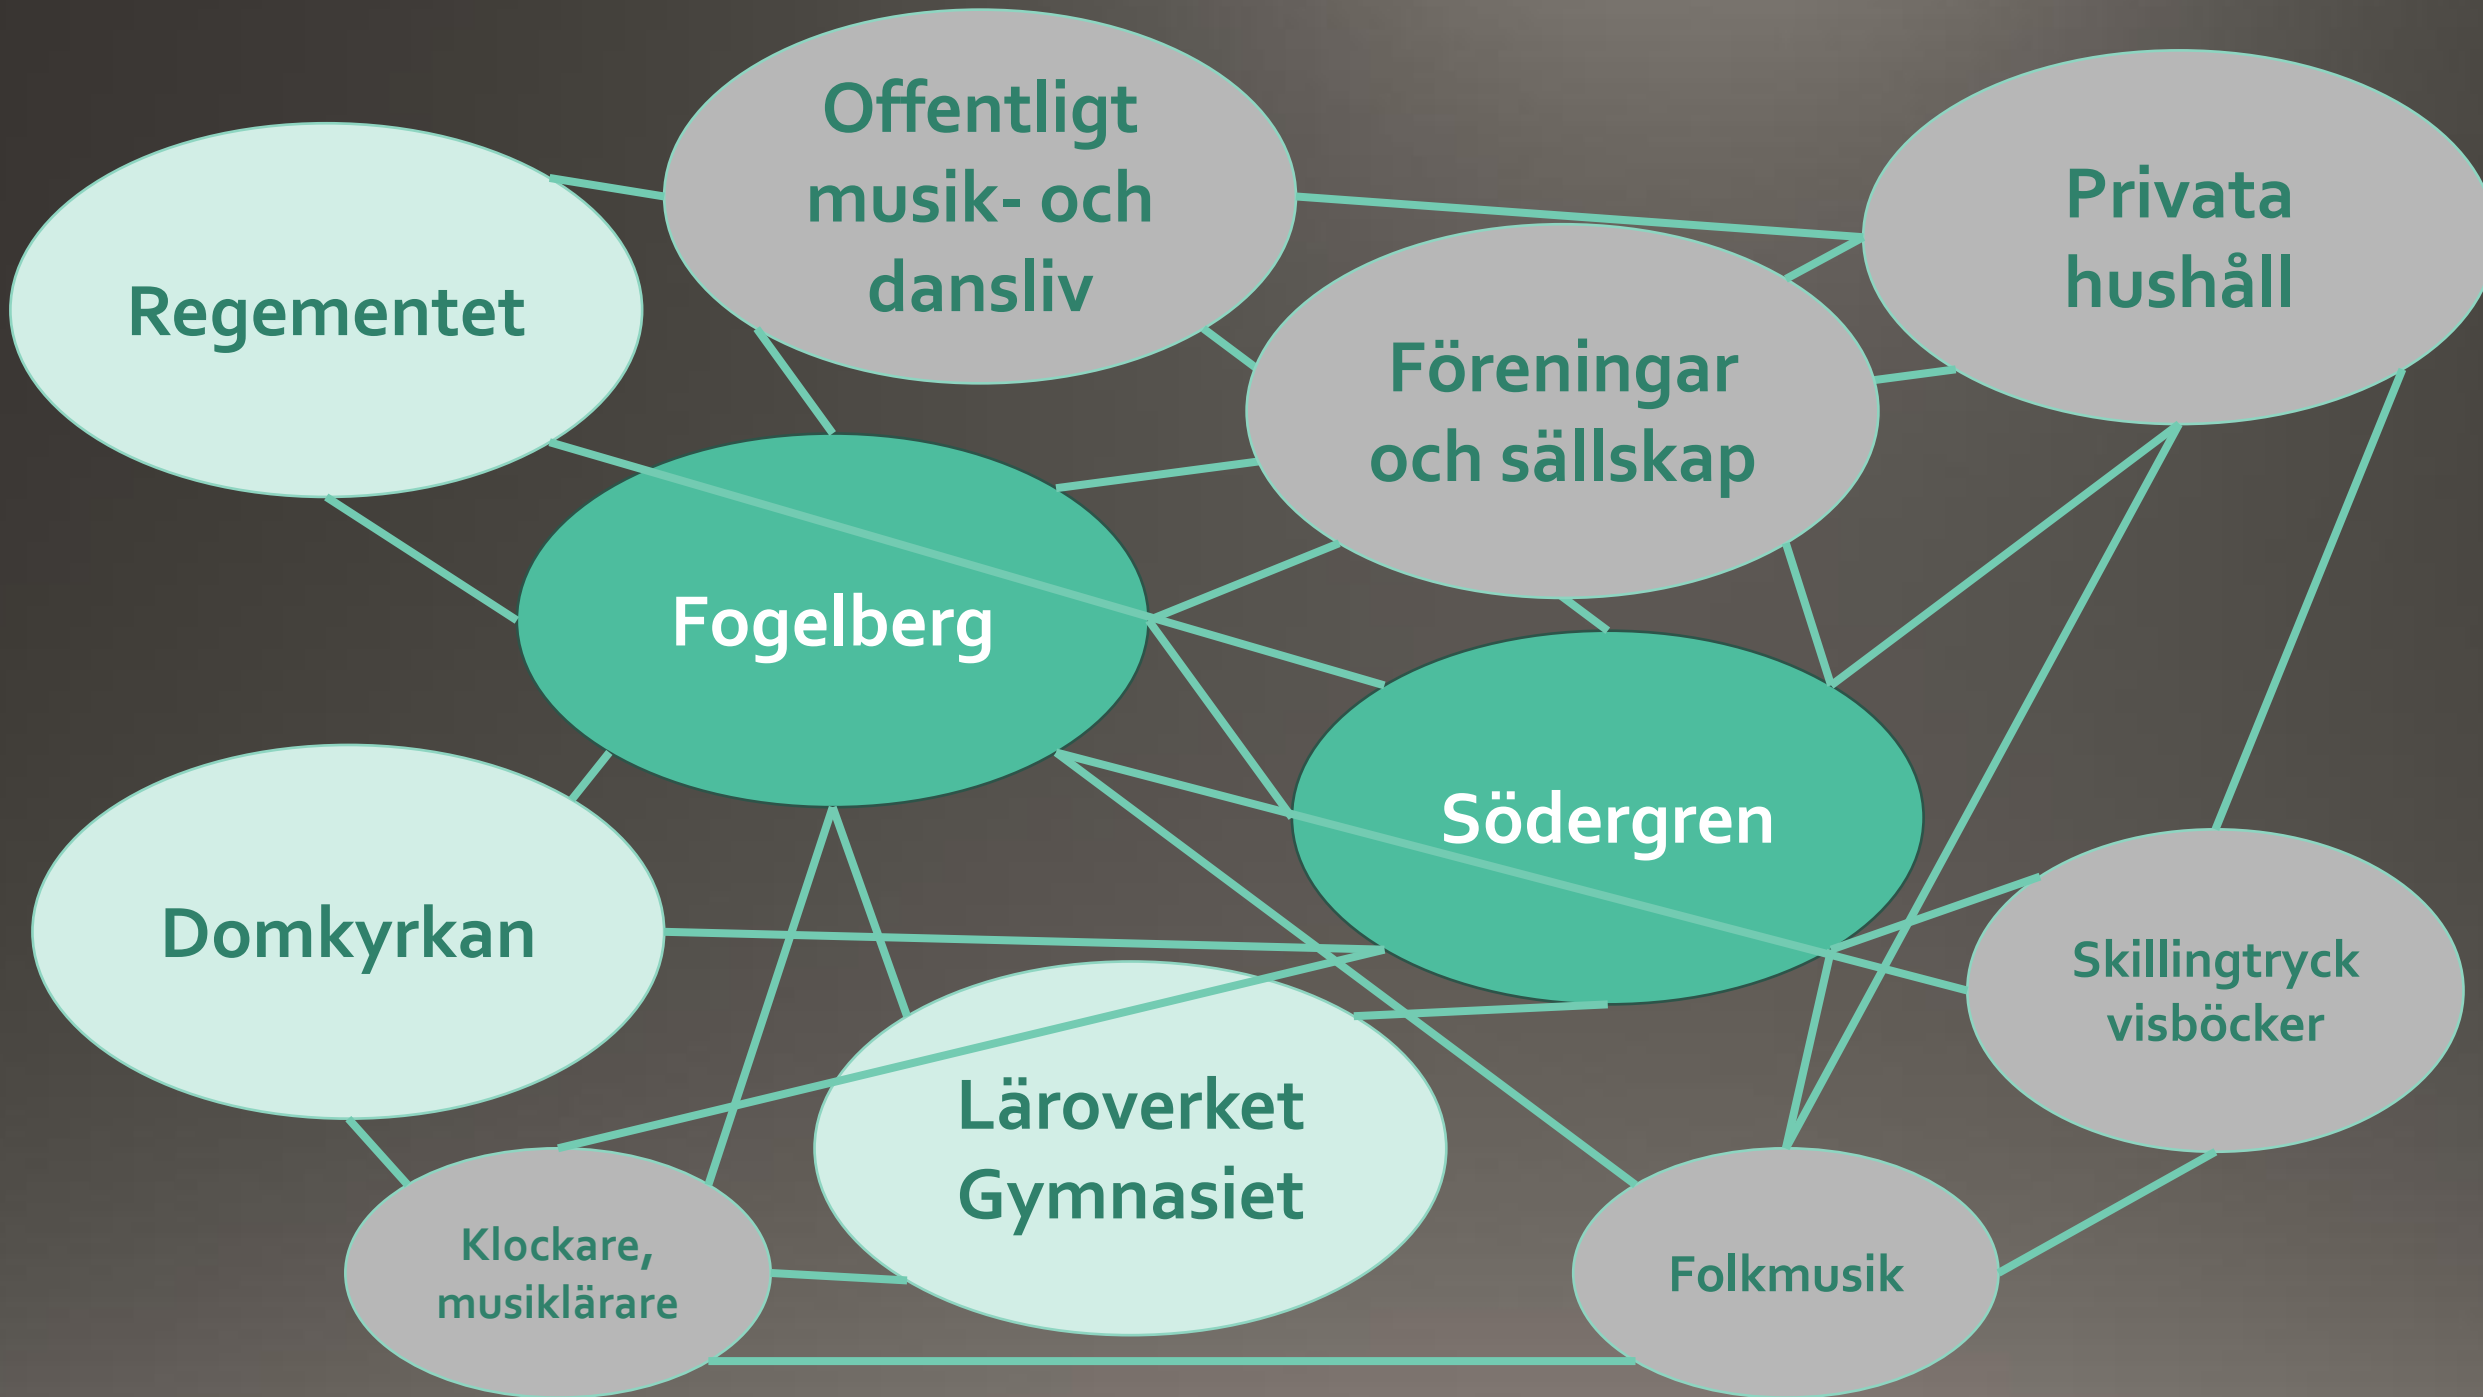 Offentligt
musik- och
dansliv
Privata
hushåll
Regementet
Föreningar
och sällskap
Fogelberg
Södergren
Domkyrkan
Skillingtryck
visböcker
Läroverket
Gymnasiet
Klockare,
musiklärare
Folkmusik